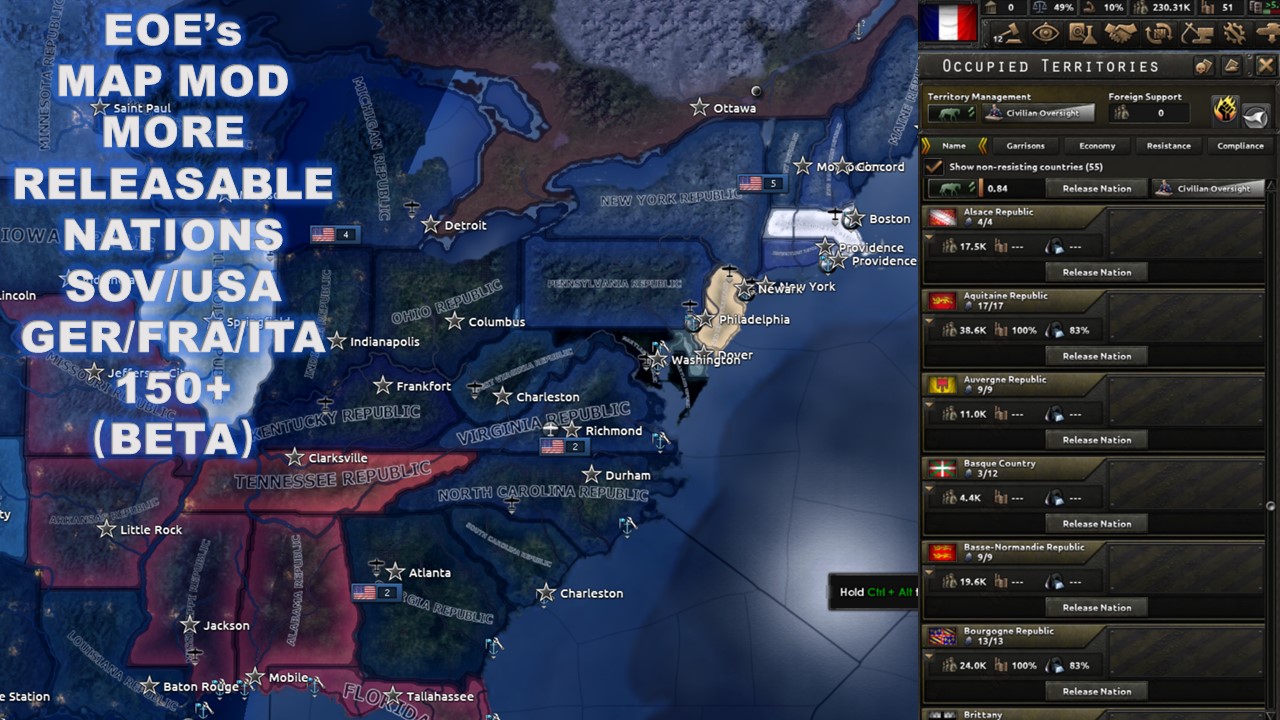 EOE's
MAP MOD
MORE
RELEASABLE
NATIONS
SOV/USA
GER/FRA/ITA
150+
(BETA)
MINNESOTA REPUBLIC
Saint Paul
IOWA
Lincoln
Springfield
Jefferson City
MISSOURI REPUBLIC
ARKANSAS REPUBLIC
Little Rock
Jackson
LOUISIANA REPUBLIC
Baton Rouge
e Station
ty
MICHIGAN REPUBLIC
Detroit
4
Ottawa
MAINE REPUBLIC
Concord
5
NEW YORK REPUBLIC
Boston
Providence
Providence
New York
Newark
PENNSYLVANIA REPUBLIC
Philadelphia
OHIO REPUBLIC
Columbus
Indianapolis
Washington
Dover
Frankfort
KENTUCKY REPUBLIC
WEST VIRGINIA REPUBLIC
Charleston
VIRGINIA REPUBLIC
Richmond
2
Clarksville
TENNESSEE REPUBLIC
Durham
NORTH CAROLINA REPUBLIC
SOUTH CAROLINA REPUBLIC
Atlanta
2
GIA REPUBLIC
Charleston
ALABAMA REPUBLIC
Mobile
FLORIDA
Tallahassee
Hold Ctrl + Alt f
0
49%
10%
230.31K
51
>5.
12
OCCUPIED TERRITORIES
Territory Management
Foreign Support
Civilian Oversight
0
Name
Garrisons
Economy
Resistance
Compliance
Show non-resisting countries (55)
0.84
Release Nation
Civilian Oversight
Alsace Republic
4/4
17.5K --- ---
Release Nation
Aquitaine Republic
17/17
38.6K 100% 83%
Release Nation
Auvergne Republic
9/9
11.0K --- ---
Release Nation
Basque Country
3/12
4.4K --- ---
Release Nation
Basse-Normandie Republic
9/9
19.6K --- ---
Release Nation
Bourgogne Republic
13/13
24.0K 100% 83%
Release Nation
Brittany